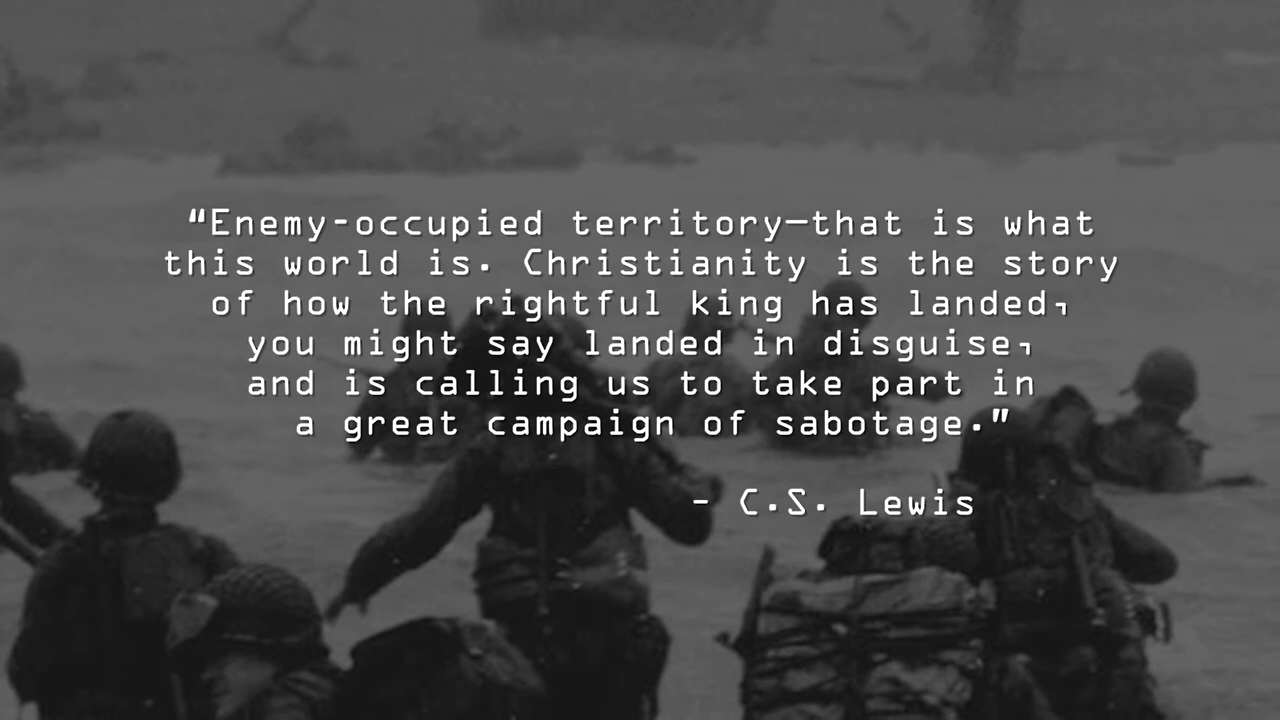 “Enemy-occupied territory—that is what
this world is. Christianity is the story
of how the rightful king has landed,
you might say landed in disguise,
and is calling us to take part in
a great campaign of sabotage.”
- C.S. Lewis